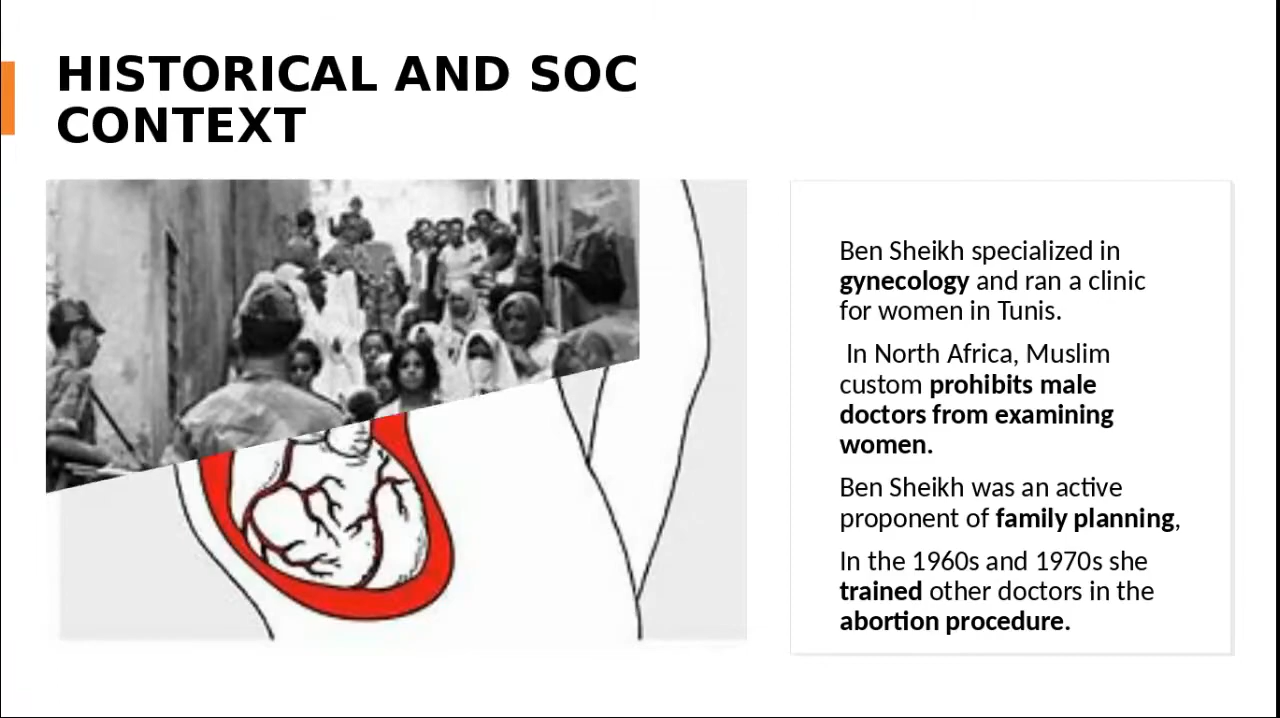 HISTORICAL AND SOC
CONTEXT
Ben Sheikh specialized in
gynecology and ran a clinic
for women in Tunis.
In North Africa, Muslim
custom prohibits male
doctors from examining
women.
Ben Sheikh was an active
proponent of family planning,
In the 1960s and 1970s she
trained other doctors in the
abortion procedure.